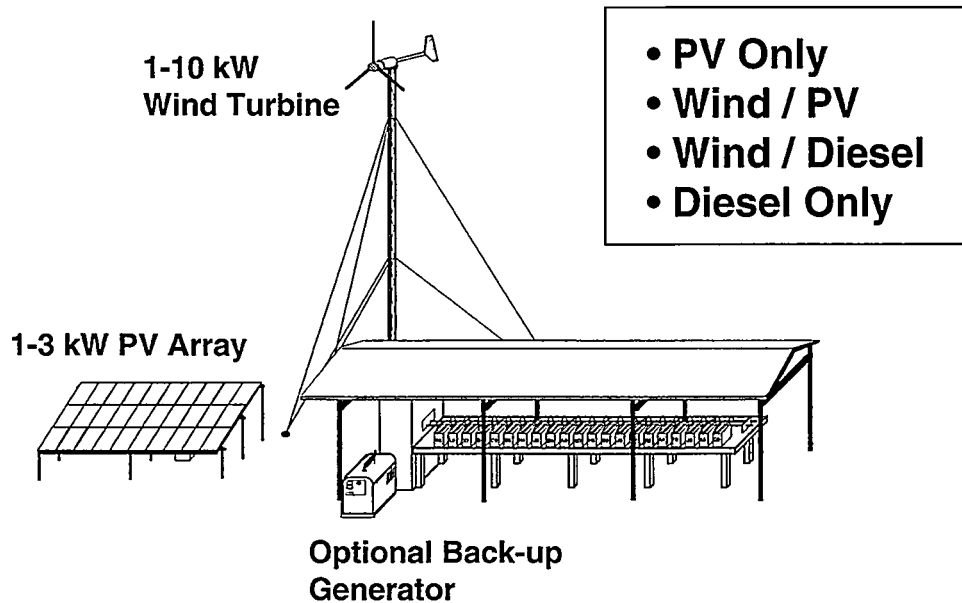 1-10 kW
Wind Turbine
• PV Only
• Wind / PV
• Wind / Diesel
• Diesel Only
1-3 kW PV Array
Optional Back-up
Generator